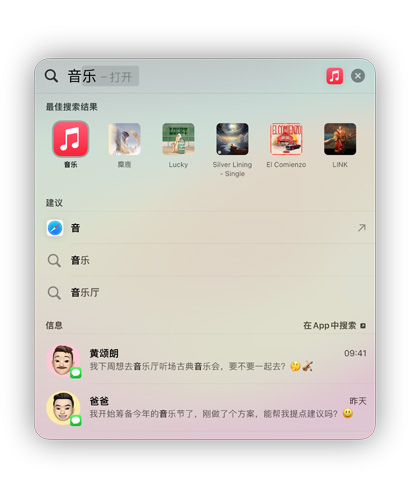 音乐 – 打开
最佳搜索结果
音乐
魔鹿
Lucky
Silver Lining
- Single
El Comienzo
LINK
建议
音
音乐
音乐厅
信息
在 App 中搜索
黄颂朗
09:41
我下周想去音乐厅听场古典音乐会，要不要一起去？🤔🎻
爸爸
昨天
我开始筹备今年的音乐节了，刚做了个方案，能帮我提点建议吗？😃